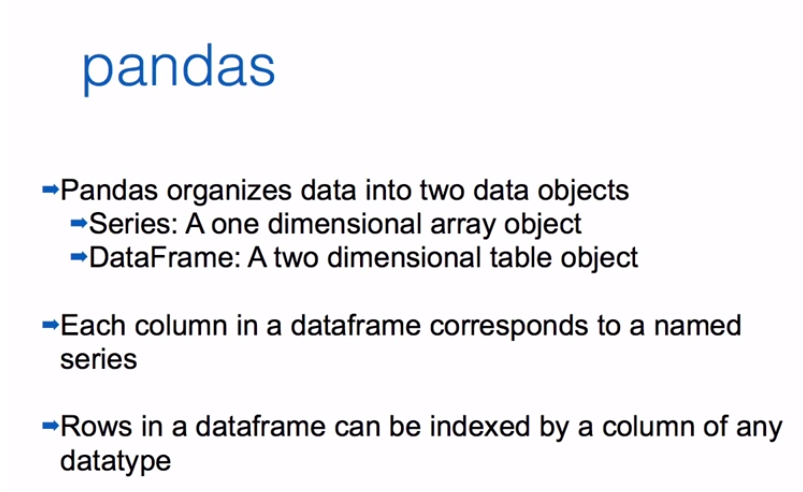 pandas
➡Pandas organizes data into two data objects
➡Series: A one dimensional array object
➡DataFrame: A two dimensional table object
➡Each column in a dataframe corresponds to a named
series
➡Rows in a dataframe can be indexed by a column of any
datatype